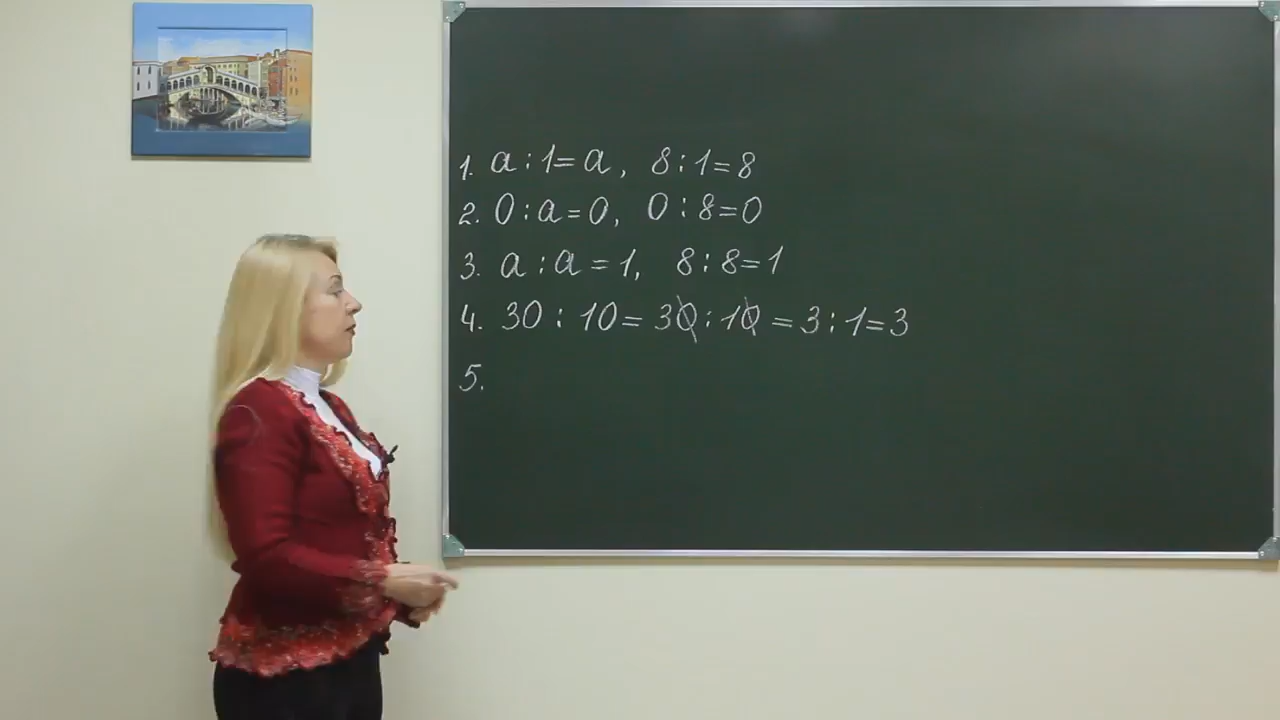 1. a : 1 = a, 8 : 1 = 8
2. 0 : a = 0, 0 : 8 = 0
3. a : a = 1, 8 : 8 = 1
4. 30 : 10 = 30 : 10 = 3 : 1 = 3
5.